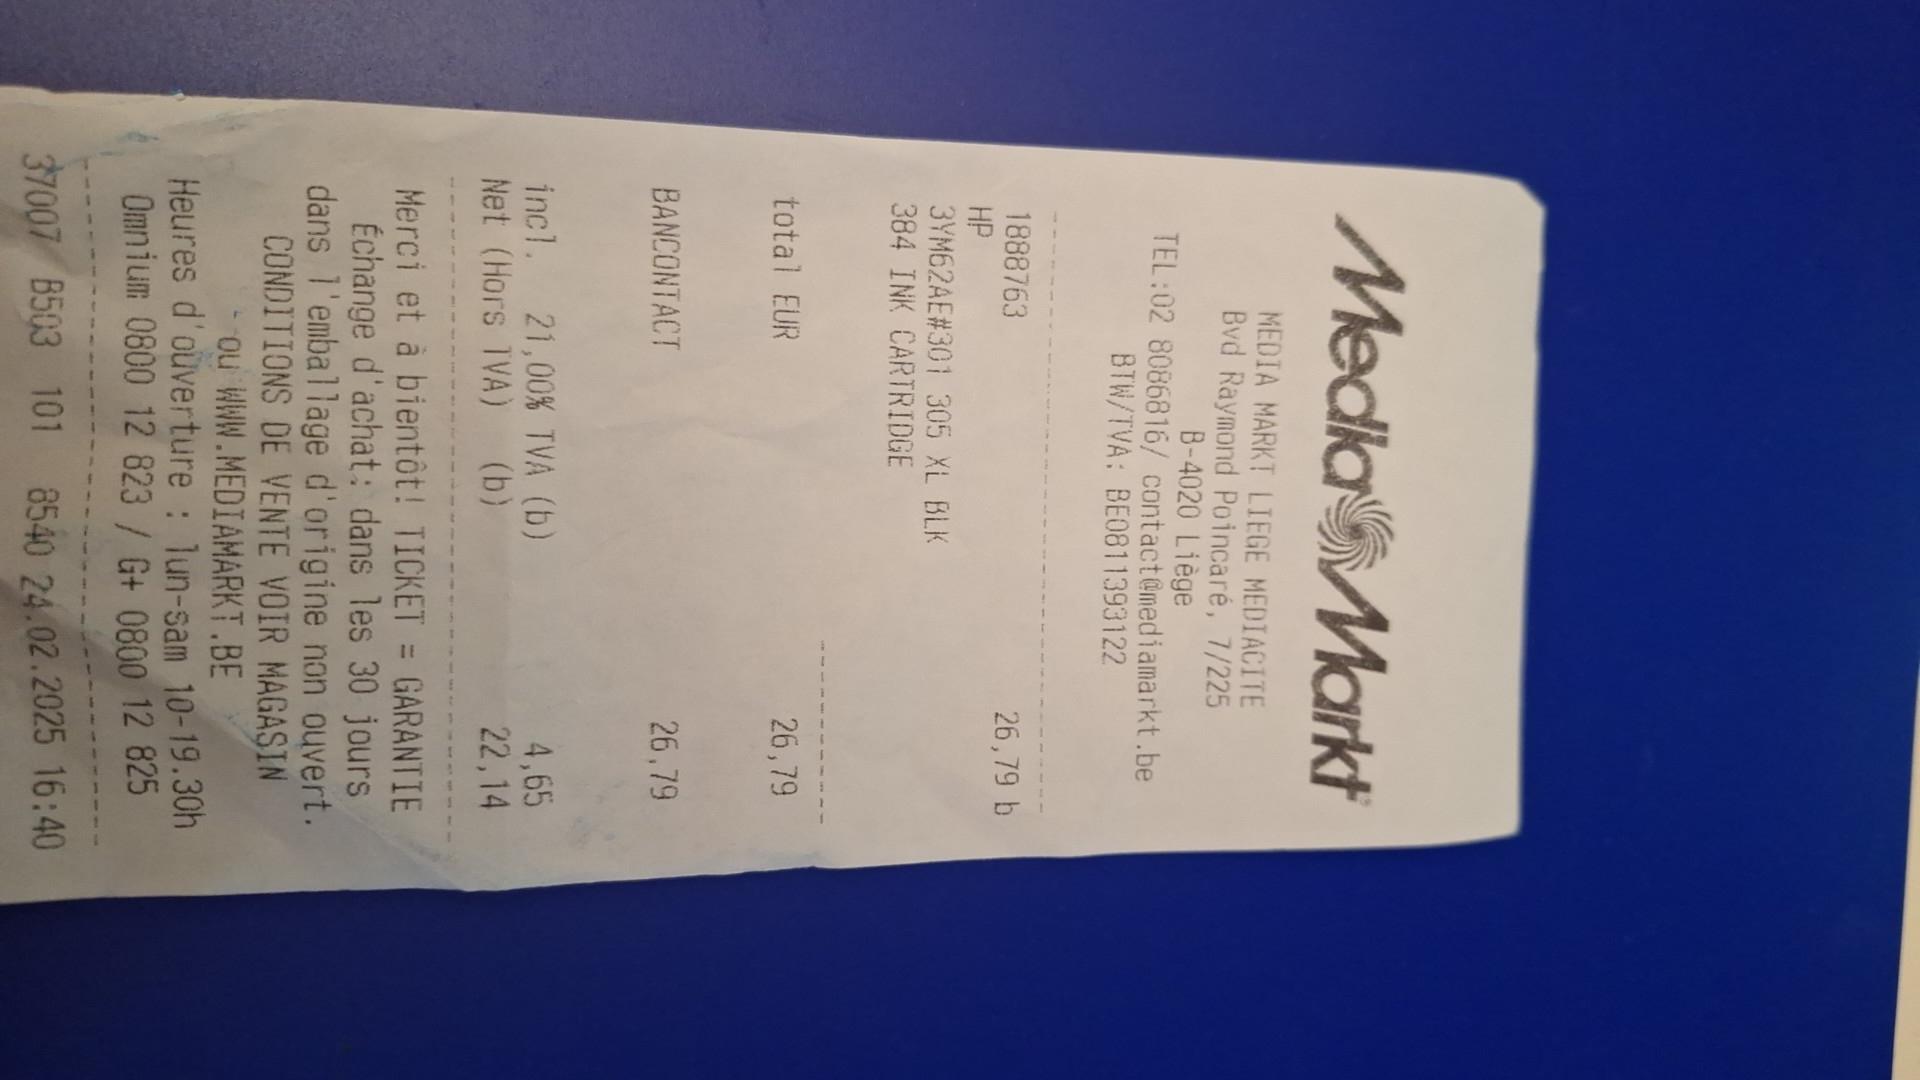 MediaMarkt
MEDIA MARKT LIEGE MEDIACITE
Bvd Raymond Poincaré, 7/225
B-4020 Liège
TEL:02 8086816/ contact@mediamarkt.be
BTW/TVA: BE0811393122
1888763 26,79 b
HP
3YM62AE#301 305 XL BLK
384 INK CARTRIDGE
total EUR 26,79
BANCONTACT 26,79
incl. 21,00% TVA (b) 4,65
Net (Hors TVA) (b) 22,14
Merci et à bientôt! TICKET = GARANTIE
Échange d'achat: dans les 30 jours
dans l'emballage d'origine non ouvert.
CONDITIONS DE VENTE VOIR MAGASIN
ou WWW.MEDIAMARKT.BE
Heures d'ouverture : lun-sam 10-19.30h
Omnium 0800 12 823 / G+ 0800 12 825
37007 B503 101 8540 24.02.2025 16:40